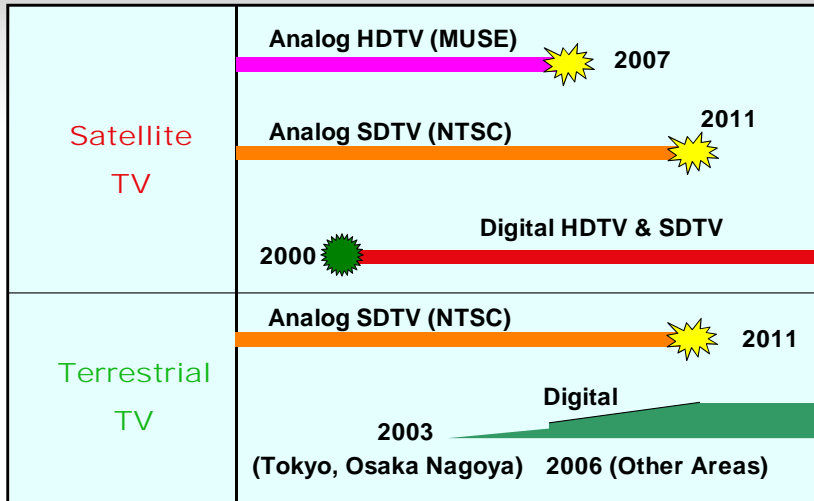 Analog HDTV (MUSE)
2007
Satellite
TV
Analog SDTV (NTSC)
2011
Digital HDTV & SDTV
2000
Terrestrial
TV
Analog SDTV (NTSC)
2011
Digital
2003
(Tokyo, Osaka Nagoya) 2006 (Other Areas)